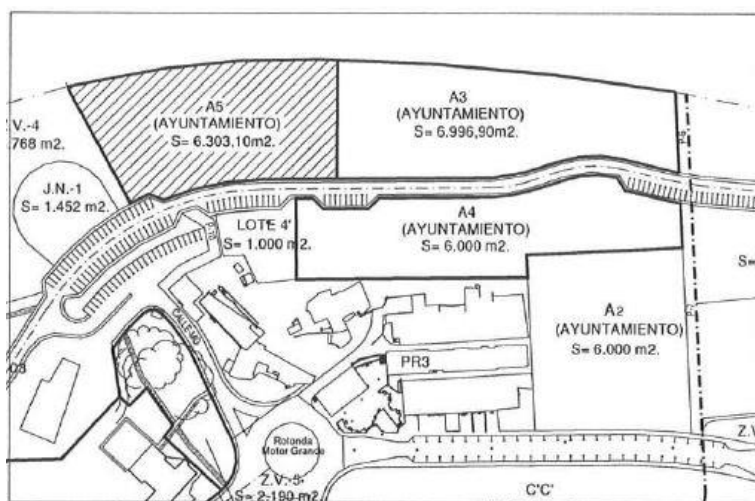 A5
(AYUNTAMIENTO)
S= 6.303,10m2.
A3
(AYUNTAMIENTO)
S= 6.996,90m2.
V.-4
.768 m2.
J.N.-1
S= 1.452 m2.
LOTE 4'
S= 1.000 m2.
A4
(AYUNTAMIENTO)
S= 6.000 m2.
S=
A2
(AYUNTAMIENTO)
S= 6.000 m2.
PR3
Rotonda
Motor Grande
Z.V.-5
S= 2.190 m2.
C'C'
Z.V